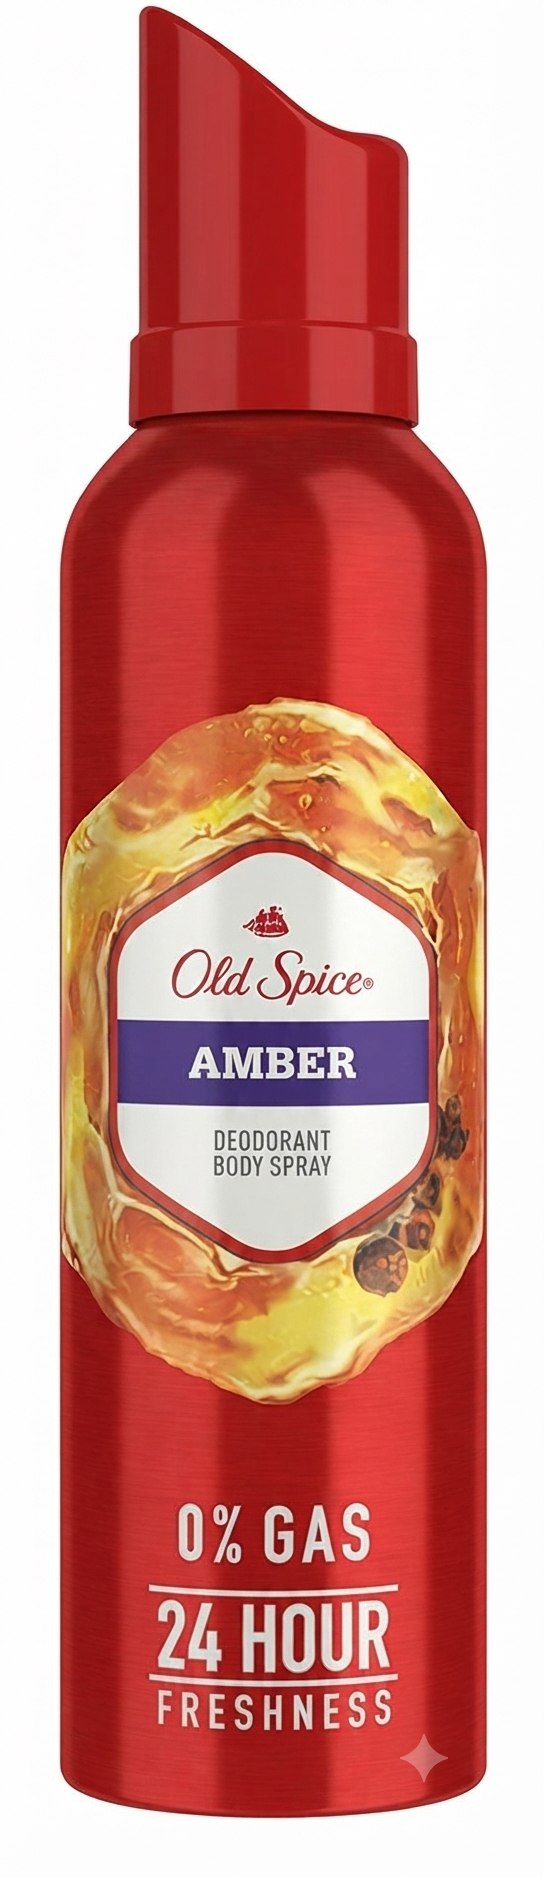 Old Spice®
AMBER
DEODORANT
BODY SPRAY
0% GAS
24 HOUR
FRESHNESS